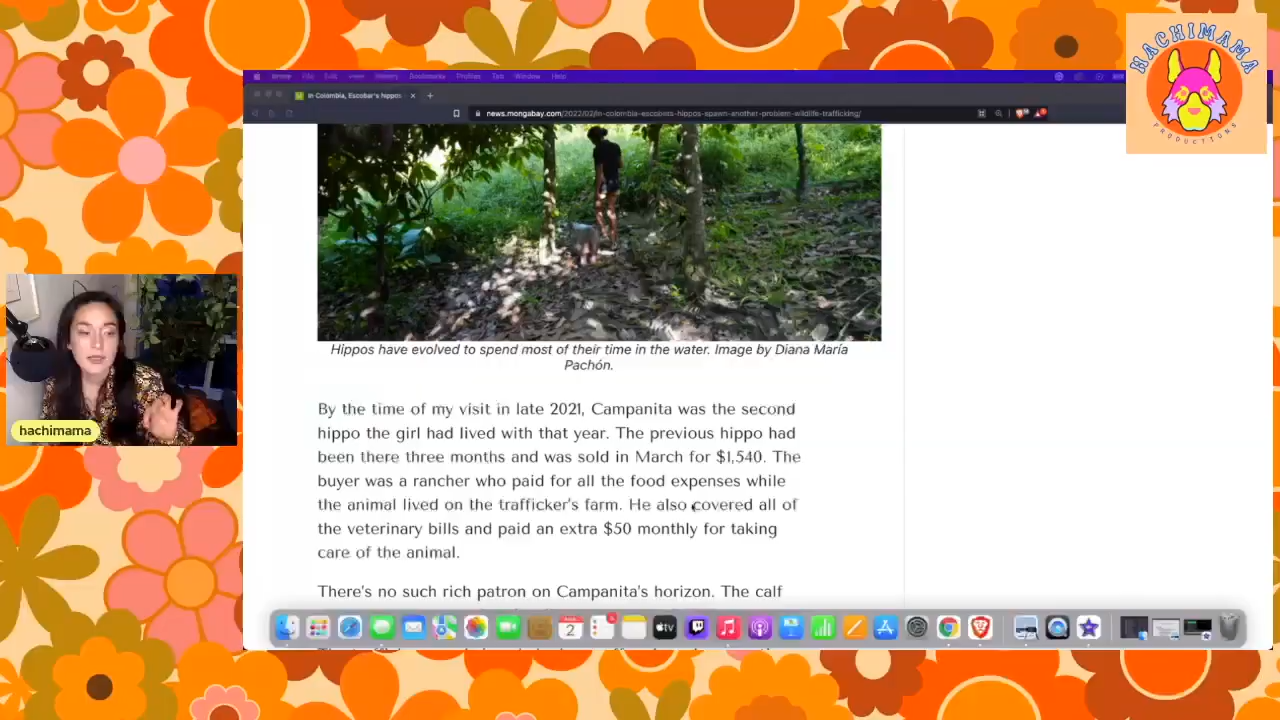 HACHIMAMA
PRODUCTIONS
Window Help
In Colombia, Escobar's hippos
news.mongabay.com/2022/02/in-colombia-escobars-hippos-spawn-another-problem-wildlife-trafficking/
Hippos have evolved to spend most of their time in the water. Image by Diana María
Pachón.
By the time of my visit in late 2021, Campanita was the second
hippo the girl had lived with that year. The previous hippo had
been there three months and was sold in March for $1,540. The
buyer was a rancher who paid for all the food expenses while
the animal lived on the trafficker's farm. He also covered all of
the veterinary bills and paid an extra $50 monthly for taking
care of the animal.
There's no such rich patron on Campanita's horizon. The calf
hachimama
2
tv